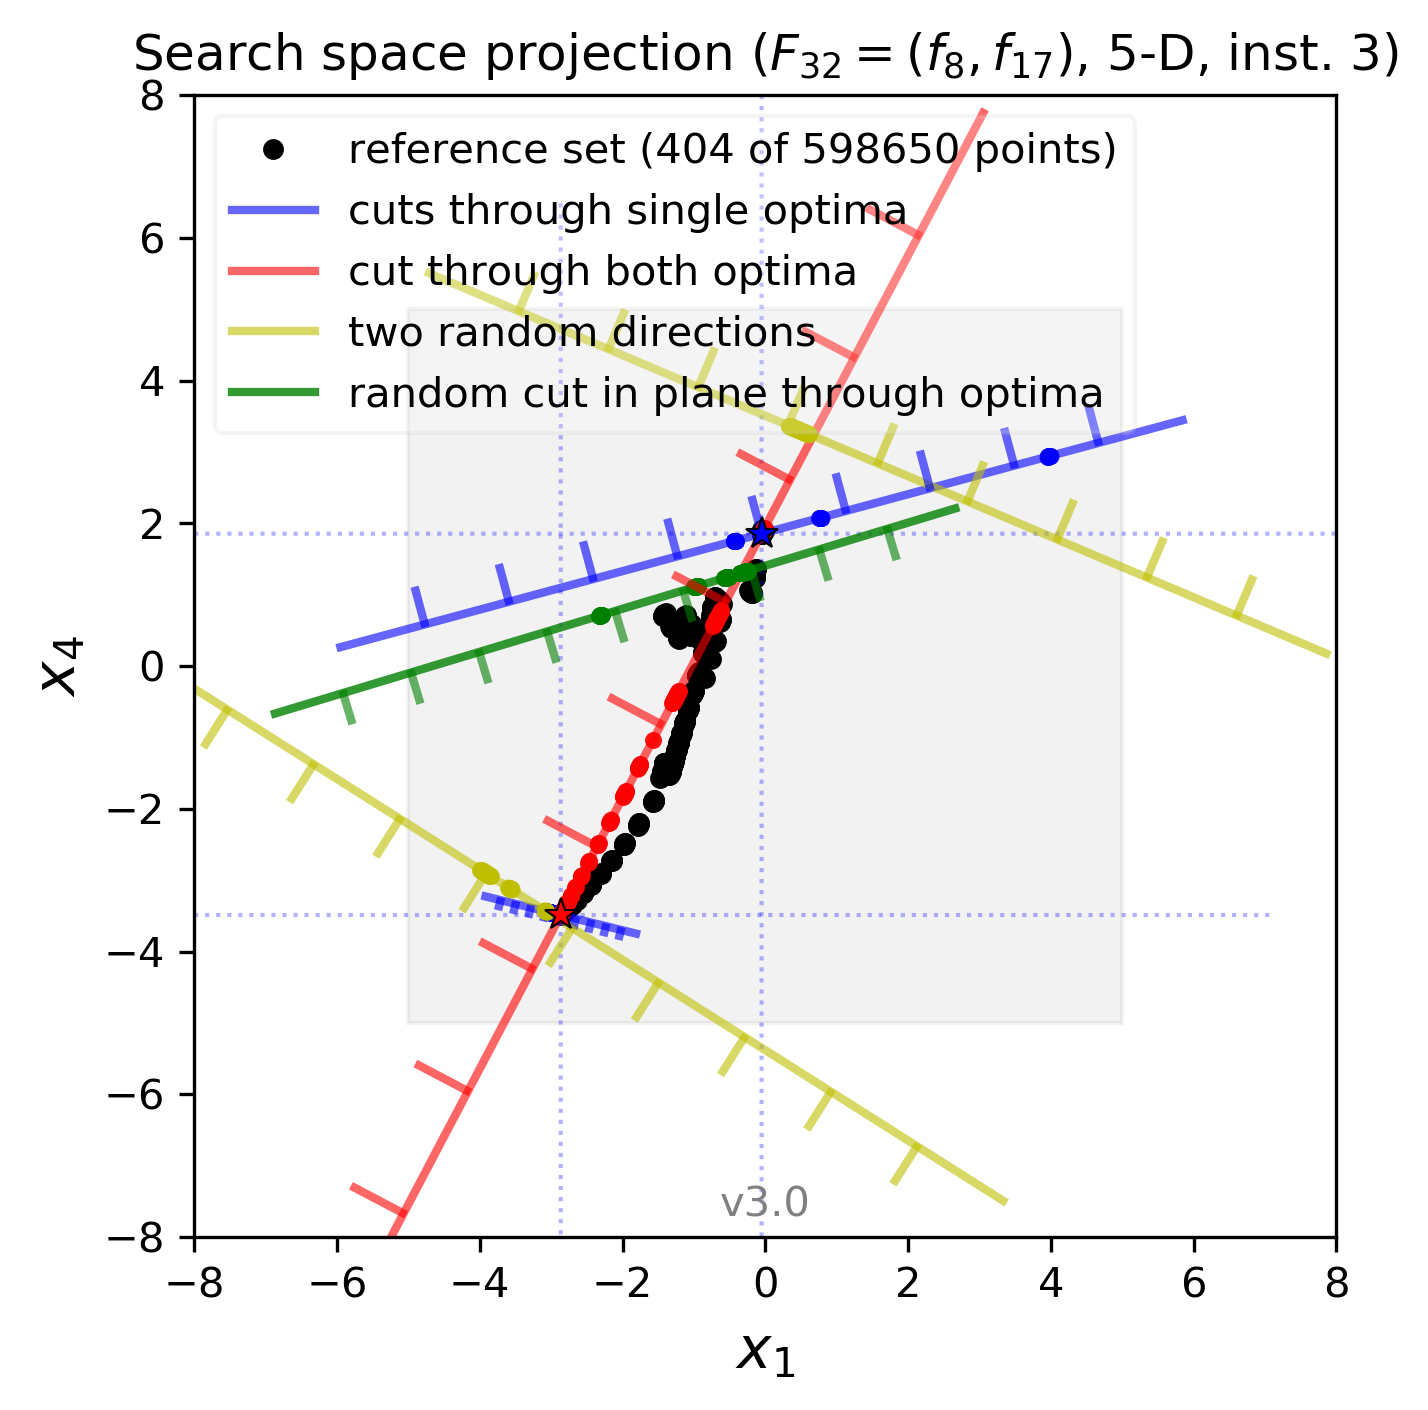 Search space projection (F32 = (f8, f17), 5-D, inst. 3)
reference set (404 of 598650 points)
cuts through single optima
cut through both optima
two random directions
random cut in plane through optima
8
6
4
2
0
−2
−4
−6
−8
x4
v3.0
−8 −6 −4 −2 0 2 4 6 8
x1